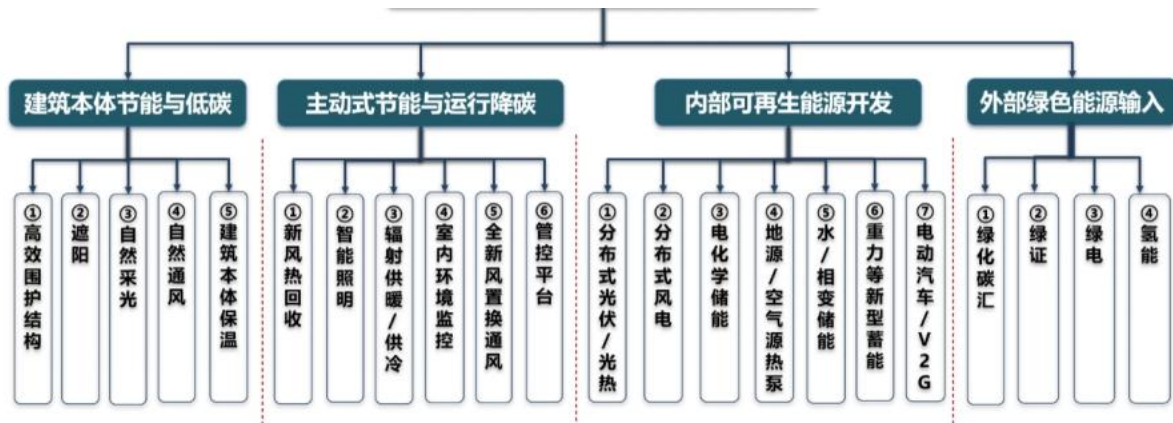 建筑本体节能与低碳
①高效围护结构
②遮阳
③自然采光
④自然通风
⑤建筑本体保温
主动式节能与运行降碳
①新风热回收
②智能照明
③辐射供暖/供冷
④室内环境监控
⑤全新风置换通风
⑥管控平台
内部可再生能源开发
①分布式光伏/光热
②分布式风电
③电化学储能
④地源/空气源热泵
⑤水/相变储能
⑥重力等新型蓄能
⑦电动汽车/V2G
外部绿色能源输入
①绿化碳汇
②绿证
③绿电
④氢能